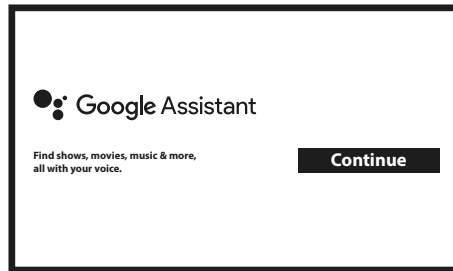 Google Assistant
Find shows, movies, music & more,
all with your voice.
Continue